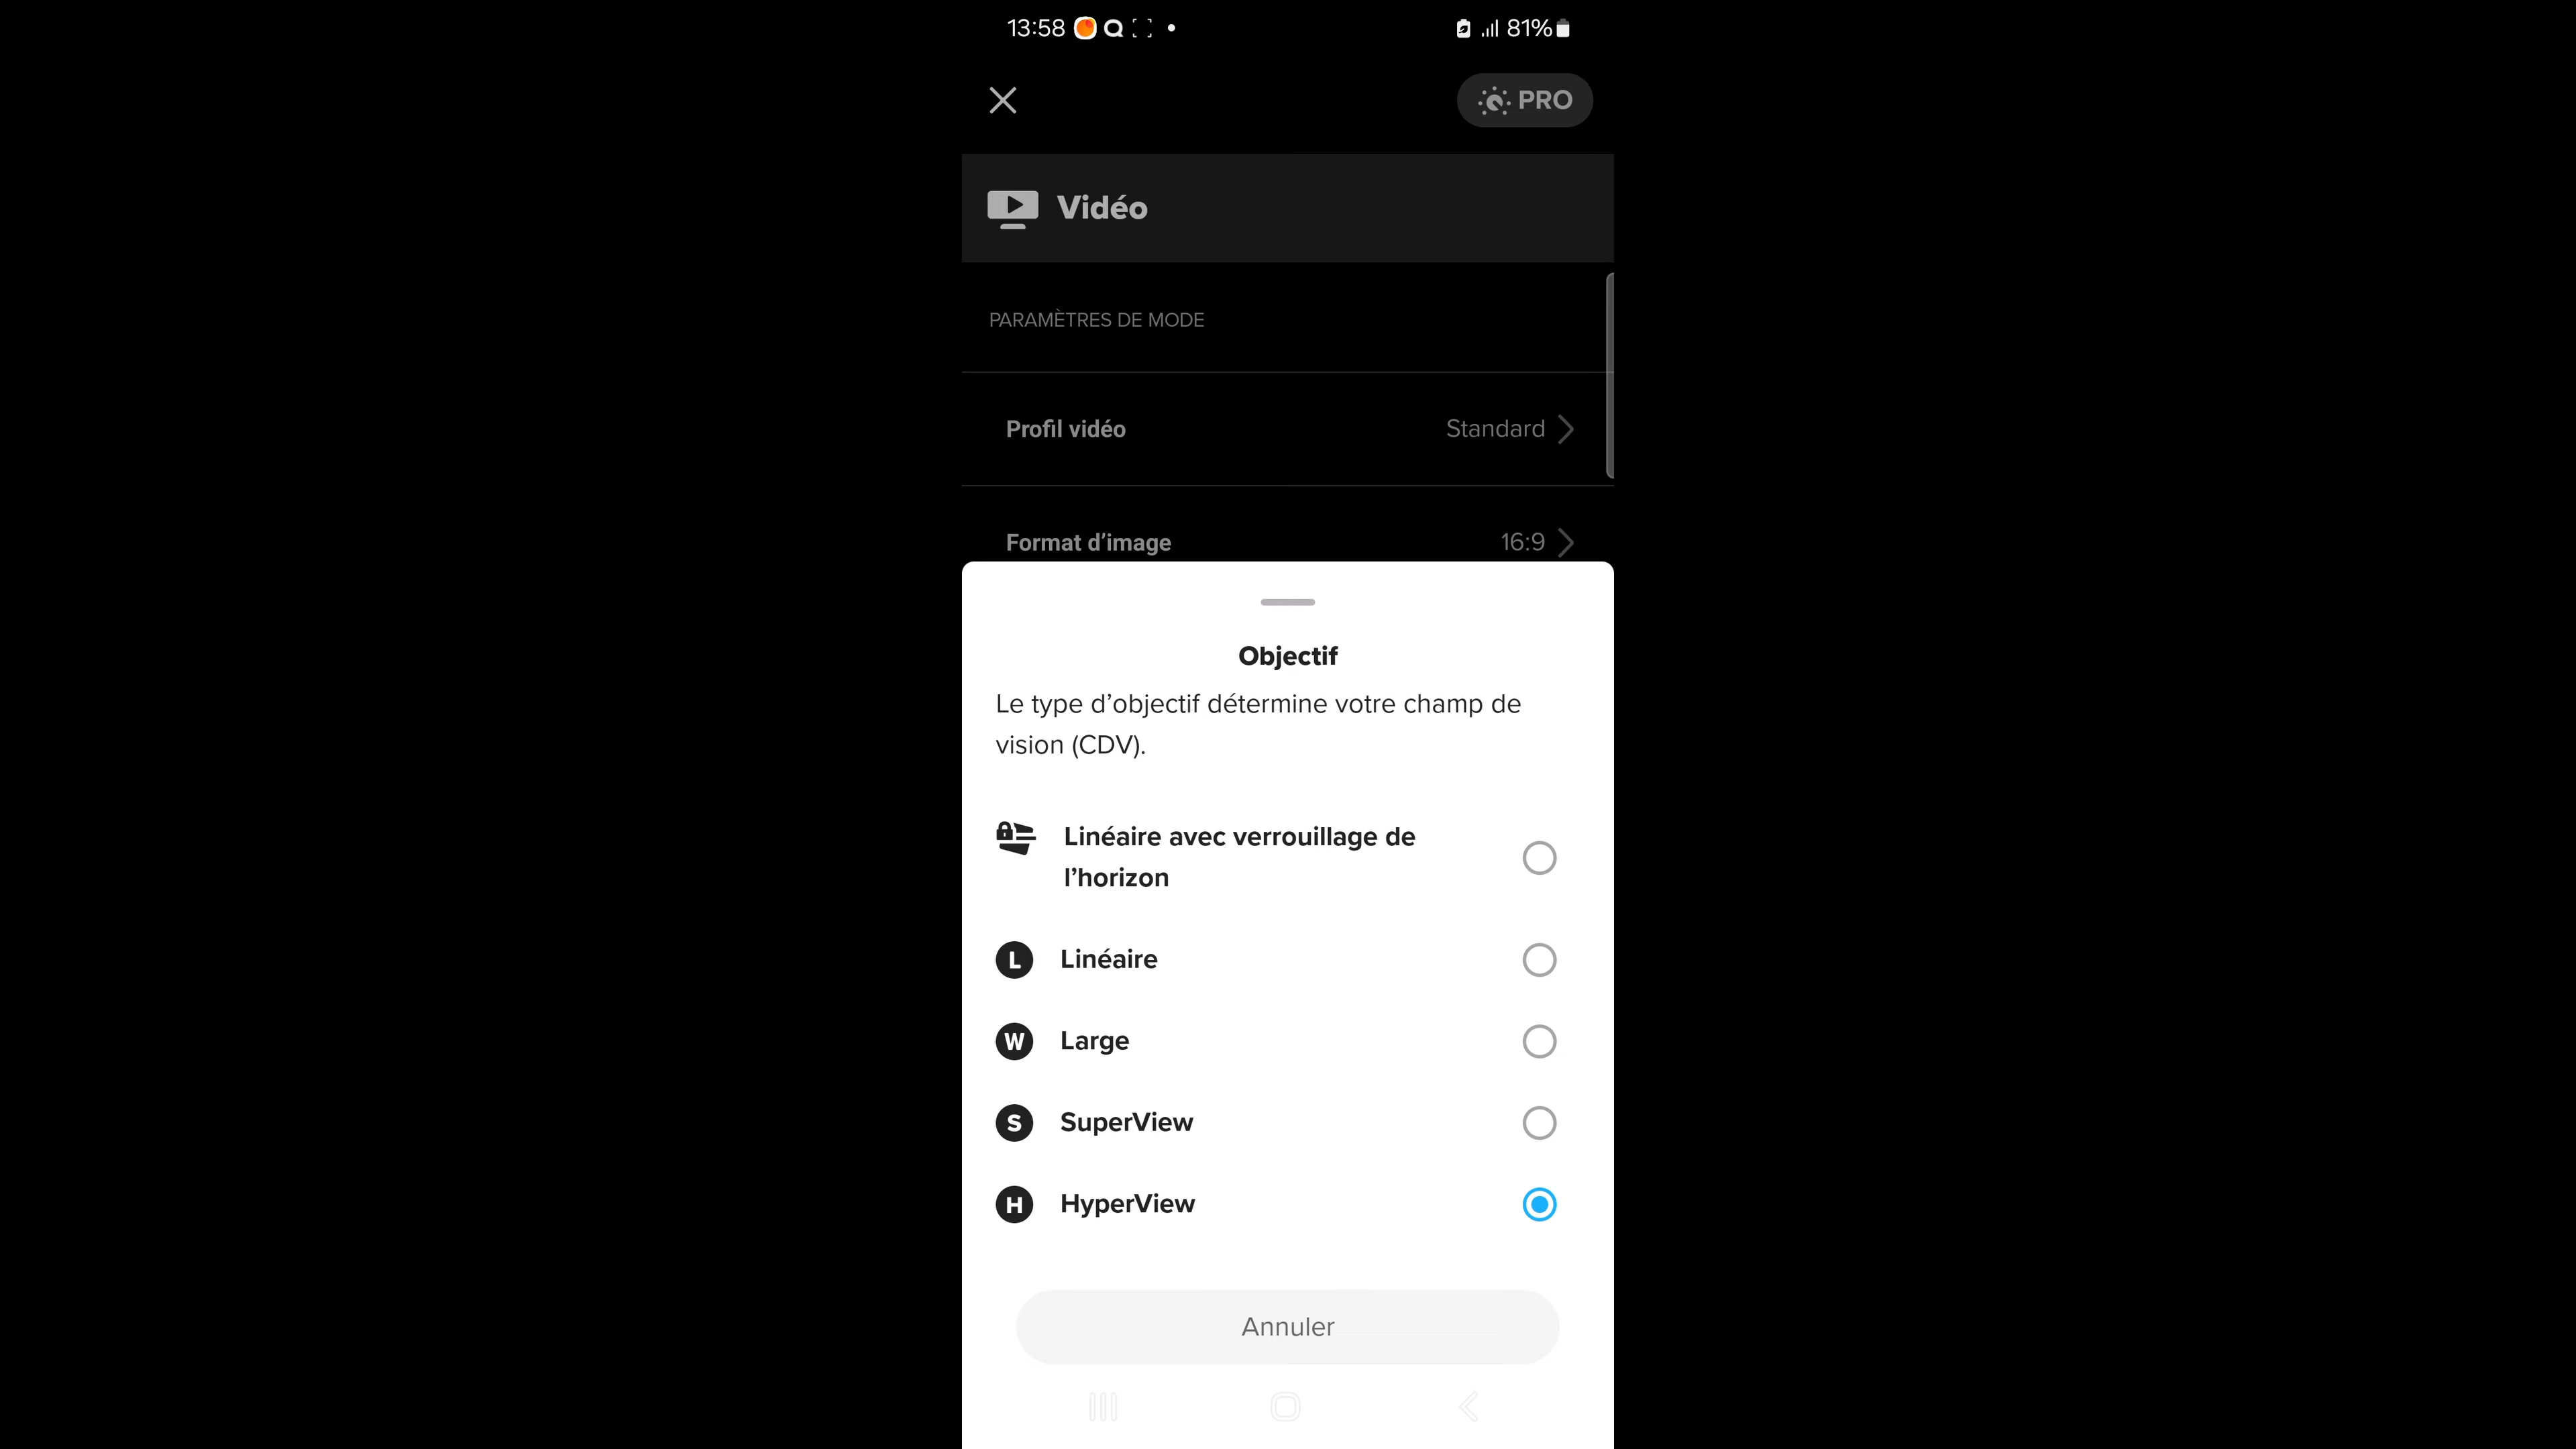 13:58 81%
PRO
Vidéo
PARAMÈTRES DE MODE
Profil vidéo Standard
Format d’image 16:9
Objectif
Le type d’objectif détermine votre champ de
vision (CDV).
Linéaire avec verrouillage de
l’horizon
L Linéaire
W Large
S SuperView
H HyperView
Annuler